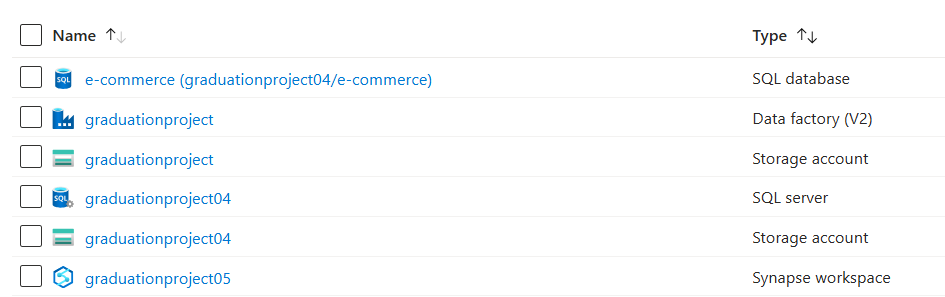 Name ↑↓ Type ↑↓
SQL e-commerce (graduationproject04/e-commerce) SQL database
graduationproject Data factory (V2)
graduationproject Storage account
SQL graduationproject04 SQL server
graduationproject04 Storage account
graduationproject05 Synapse workspace